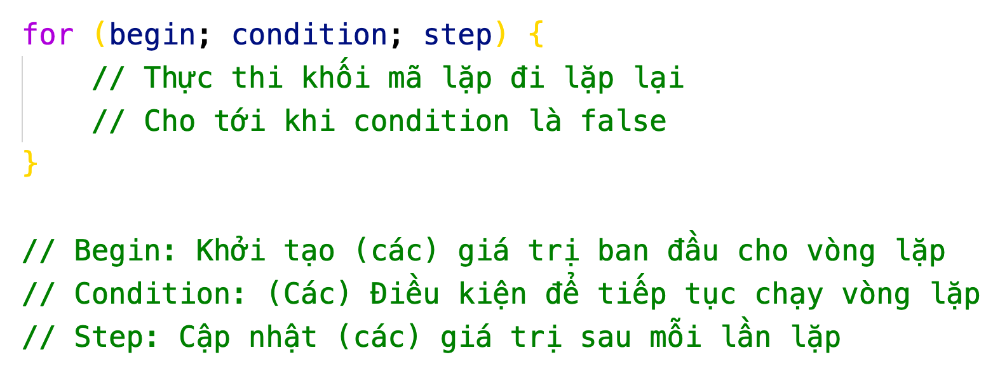 for (begin; condition; step) {
// Thực thi khối mã lặp đi lặp lại
// Cho tới khi condition là false
}
// Begin: Khởi tạo (các) giá trị ban đầu cho vòng lặp
// Condition: (Các) Điều kiện để tiếp tục chạy vòng lặp
// Step: Cập nhật (các) giá trị sau mỗi lần lặp